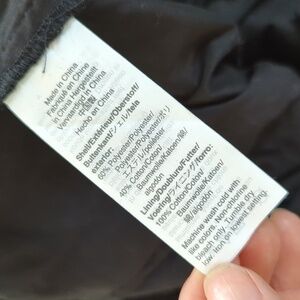 Made in China
Fabriqué en Chine
In China Hergestellt
Vervaardigd in China
中国製
Hecho en China
Shell/Extérieur/Oberstoff/
Buitenkant/シェル/tela
exterior:
60% Polyester/Polyester/
Polyester/Polyester/ポリ
エステル/poliéster
40% Cotton/Coton/
Baumwolle/Katoen/綿/
algodón
Lining/Doublure/Futter/
Voering/ライニング/forro:
100% Cotton/Coton/
Baumwolle/Katoen/
綿/algodón
Machine wash cold with
like colors. Non-chlorine
bleach only. Tumble dry
low. Iron on lowest setting.